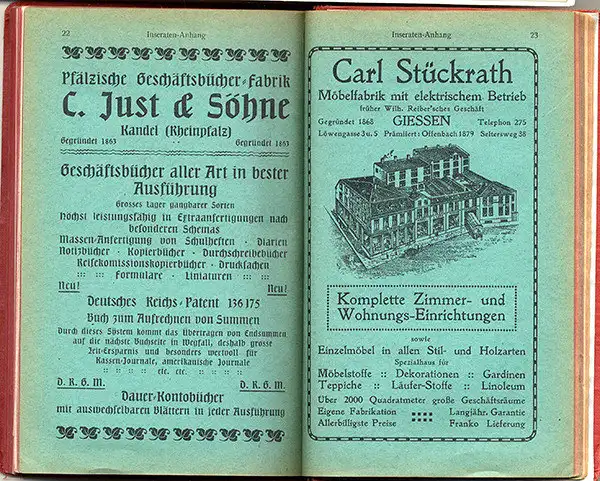 22 Inseraten-Anhang
Pfälzische Geschäftsbücher-Fabrik
C. Just & Söhne
Kandel (Rheinpfalz)
Gegründet 1863 Gegründet 1863
Geschäftsbücher aller Art in bester
Ausführung
Grosses Lager gangbarer Sorten
höchst leistungsfähig in Extraanfertigungen nach
besonderen Schemas
Massen-Anfertigung von Schulheften · Diarien
Notizbücher · Kopierbücher · Durchschreibebücher
Reisekomissionskopierbücher · Drucksachen
::: ::: Formulare · Liniaturen ::: :::
Neu! Neu!
Deutsches Reichs-Patent 136175
Buch zum Aufrechnen von Summen
Durch dieses System kommt das Übertragen von Endsummen
auf die nächste Buchseite in Wegfall, deshalb grosse
Zeit-Ersparnis und besonders wertvoll für
Kassen-Journale, amerikanische Journale
:: :: :: :: etc. etc. :: :: :: ::
D. R. G. M. D. R. G. M.
Dauer-Kontobücher
mit auswechselbaren Blättern in jeder Ausführung
Inseraten-Anhang 23
Carl Stückrath
Möbelfabrik mit elektrischem Betrieb
früher Wilh. Reiber'sches Geschäft
Gegründet 1868 GIESSEN Telephon 275
Löwengasse 3 u. 5 Prämiiert: Offenbach 1879 Seltersweg 38
Komplette Zimmer- und
Wohnungs-Einrichtungen
sowie
Einzelmöbel in allen Stil- und Holzarten
Spezialhaus für
Möbelstoffe :: Dekorationen :: Gardinen
Teppiche :: Läufer-Stoffe :: Linoleum
Über 2000 Quadratmeter große Geschäftsräume
Eigene Fabrikation Langjähr. Garantie
Allerbilligste Preise Franko Lieferung